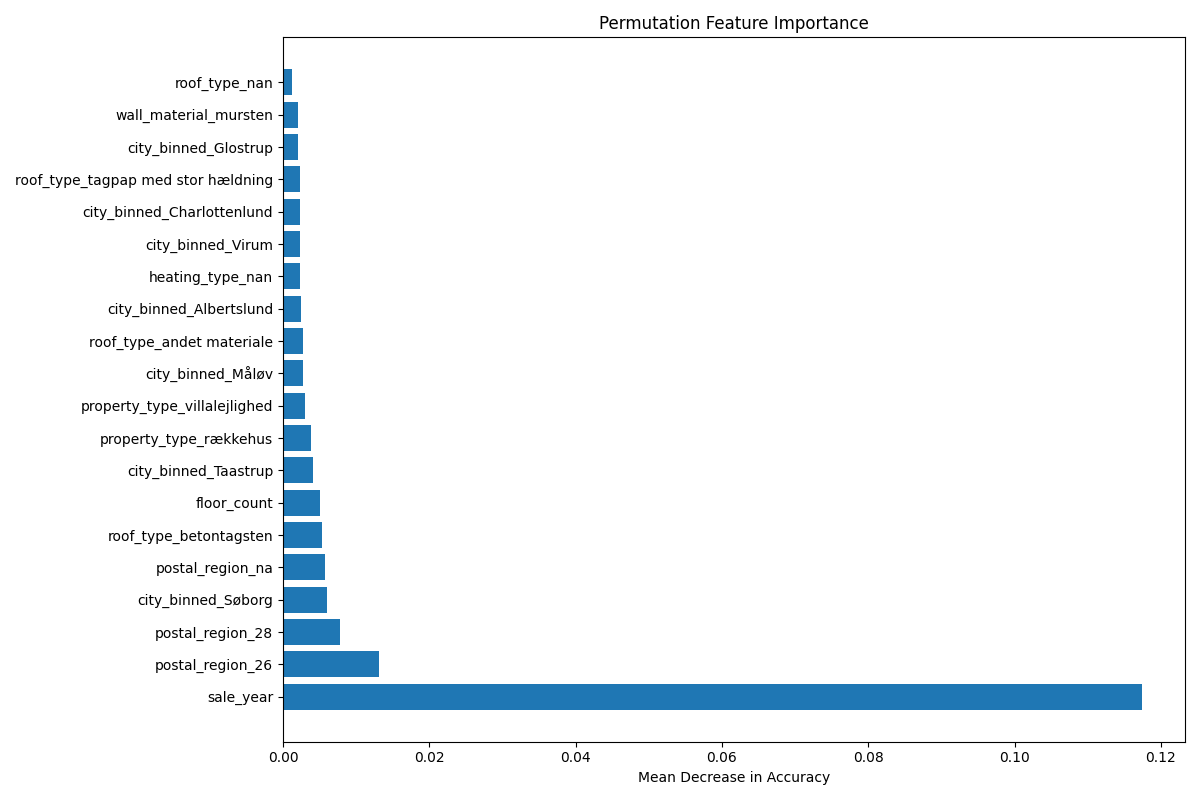 Permutation Feature Importance
roof_type_nan
wall_material_mursten
city_binned_Glostrup
roof_type_tagpap med stor hældning
city_binned_Charlottenlund
city_binned_Virum
heating_type_nan
city_binned_Albertslund
roof_type_andet materiale
city_binned_Måløv
property_type_villalejlighed
property_type_rækkehus
city_binned_Taastrup
floor_count
roof_type_betontagsten
postal_region_na
city_binned_Søborg
postal_region_28
postal_region_26
sale_year
0.00 0.02 0.04 0.06 0.08 0.10 0.12
Mean Decrease in Accuracy